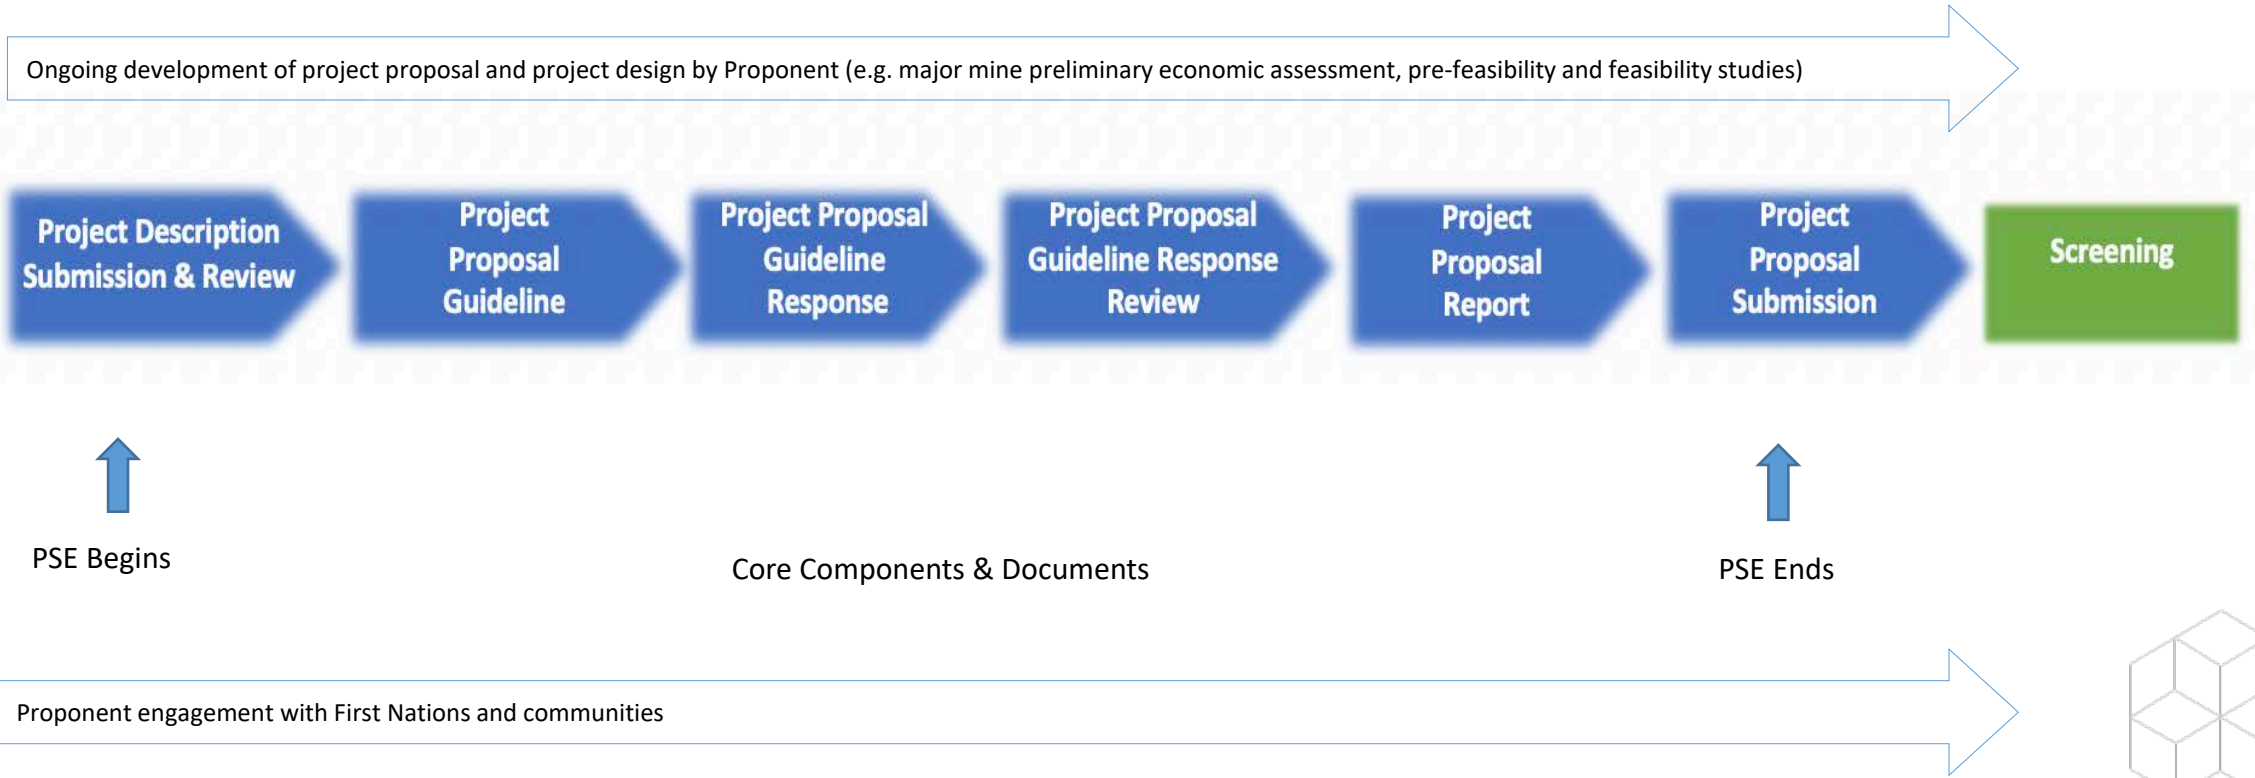 Ongoing development of project proposal and project design by Proponent (e.g. major mine preliminary economic assessment, pre-feasibility and feasibility studies)
Project Description
Submission & Review
Project
Proposal
Guideline
Project Proposal
Guideline
Response
Project Proposal
Guideline Response
Review
Project
Proposal
Report
Project
Proposal
Submission
Screening
PSE Begins
Core Components & Documents
PSE Ends
Proponent engagement with First Nations and communities